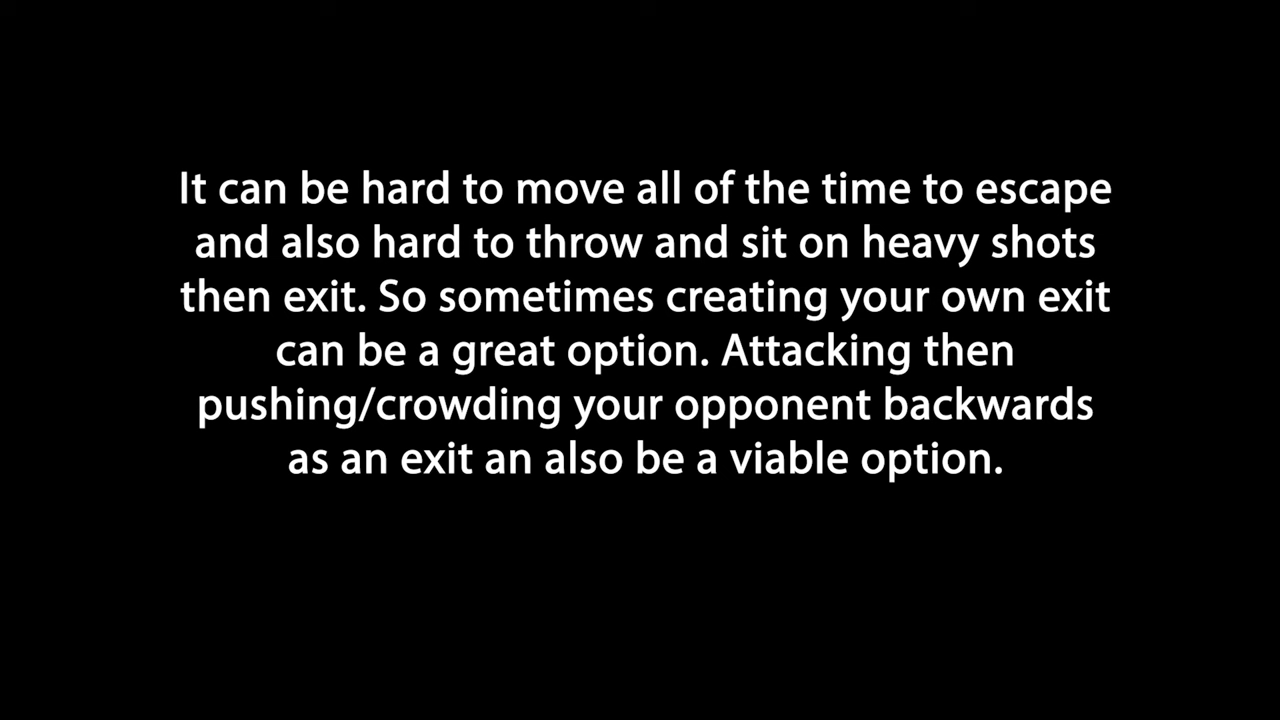 It can be hard to move all of the time to escape
and also hard to throw and sit on heavy shots
then exit. So sometimes creating your own exit
can be a great option. Attacking then
pushing/crowding your opponent backwards
as an exit an also be a viable option.